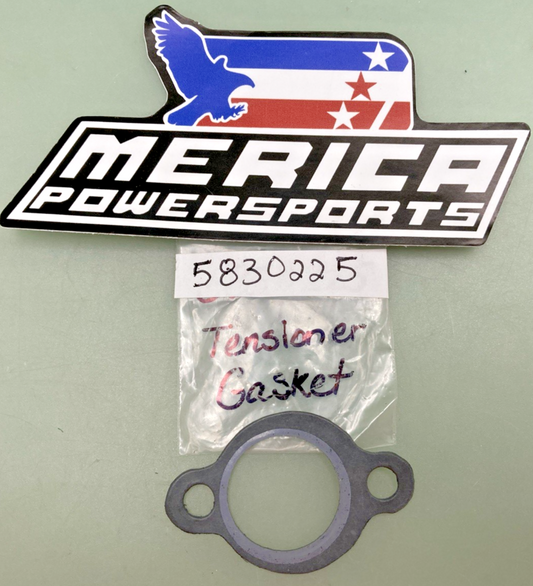 MERICA
POWERSPORTS
5830225
Tensioner
Gasket